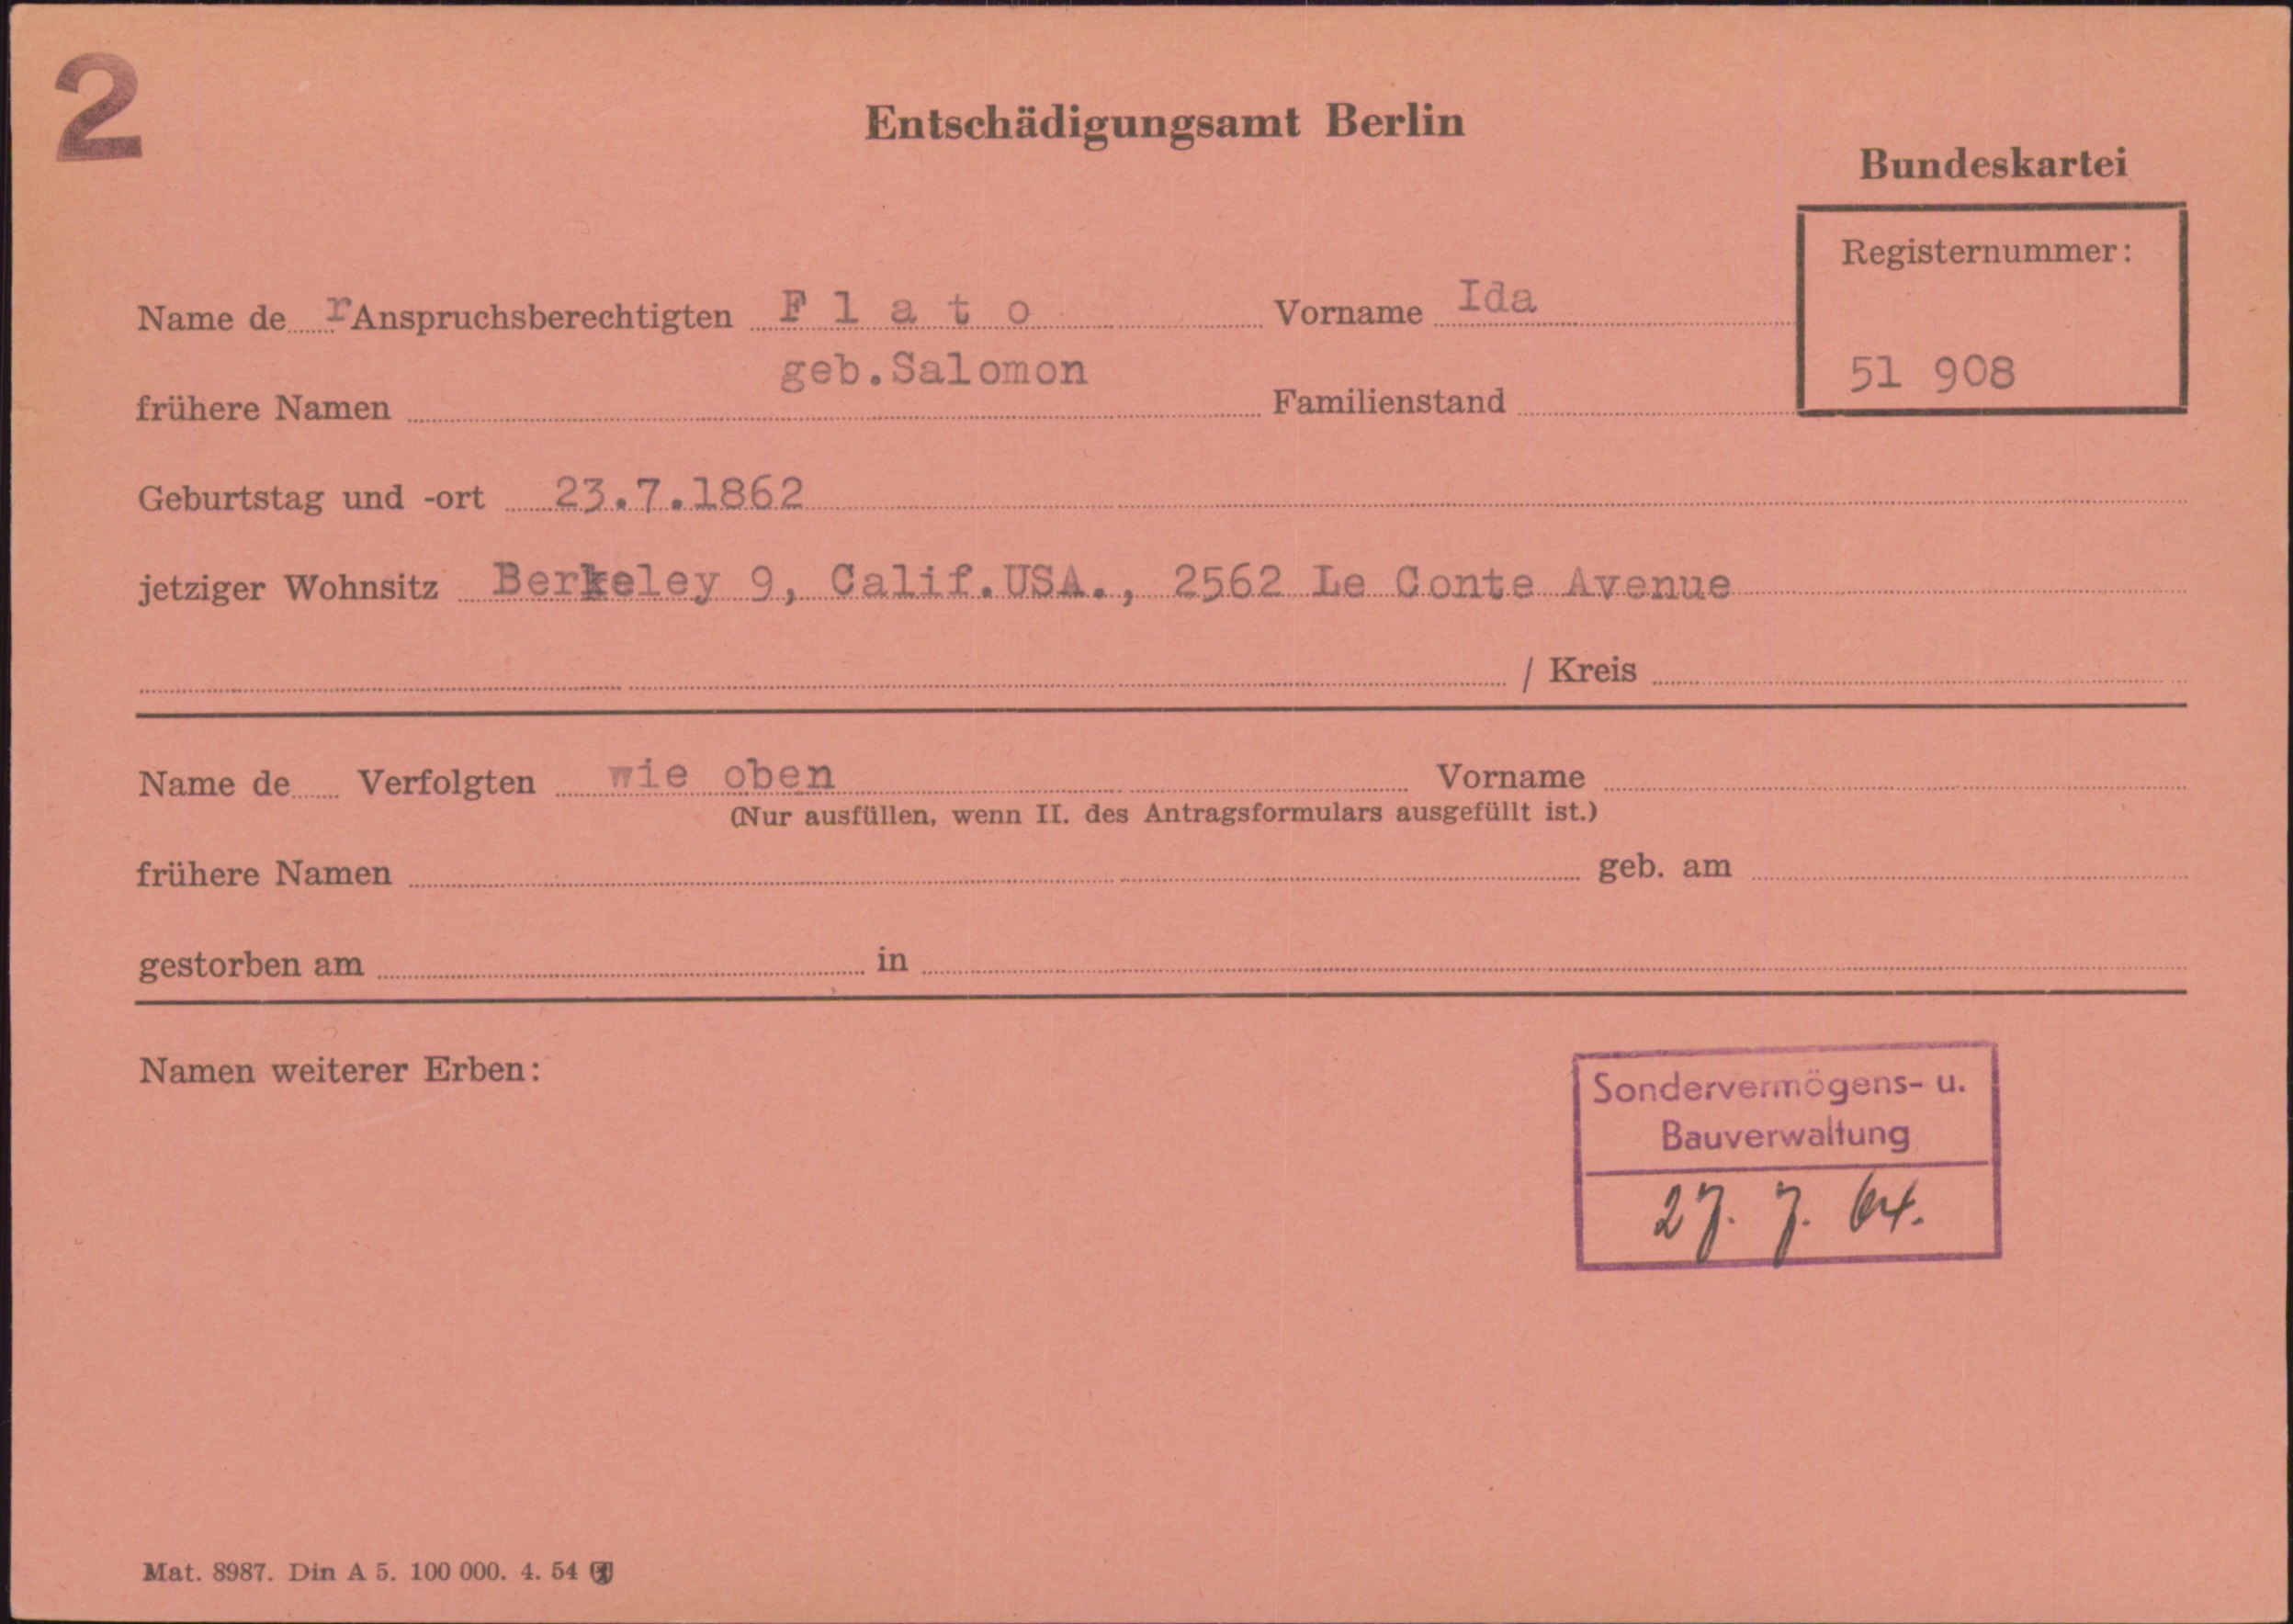 2
Entschädigungsamt Berlin
Bundeskartei
Registernummer:
51 908
Name de r Anspruchsberechtigten F l a t o Vorname Ida
geb.Salomon
frühere Namen Familienstand
Geburtstag und -ort 23.7.1862
jetziger Wohnsitz Berkeley 9, Calif.USA., 2562 Le Conte Avenue
/ Kreis
Name de Verfolgten wie oben Vorname
(Nur ausfüllen, wenn II. des Antragsformulars ausgefüllt ist.)
frühere Namen geb. am
gestorben am in
Namen weiterer Erben:
Sondervermögens- u.
Bauverwaltung
27. 7. 64.
Mat. 8987. Din A 5. 100 000. 4. 54